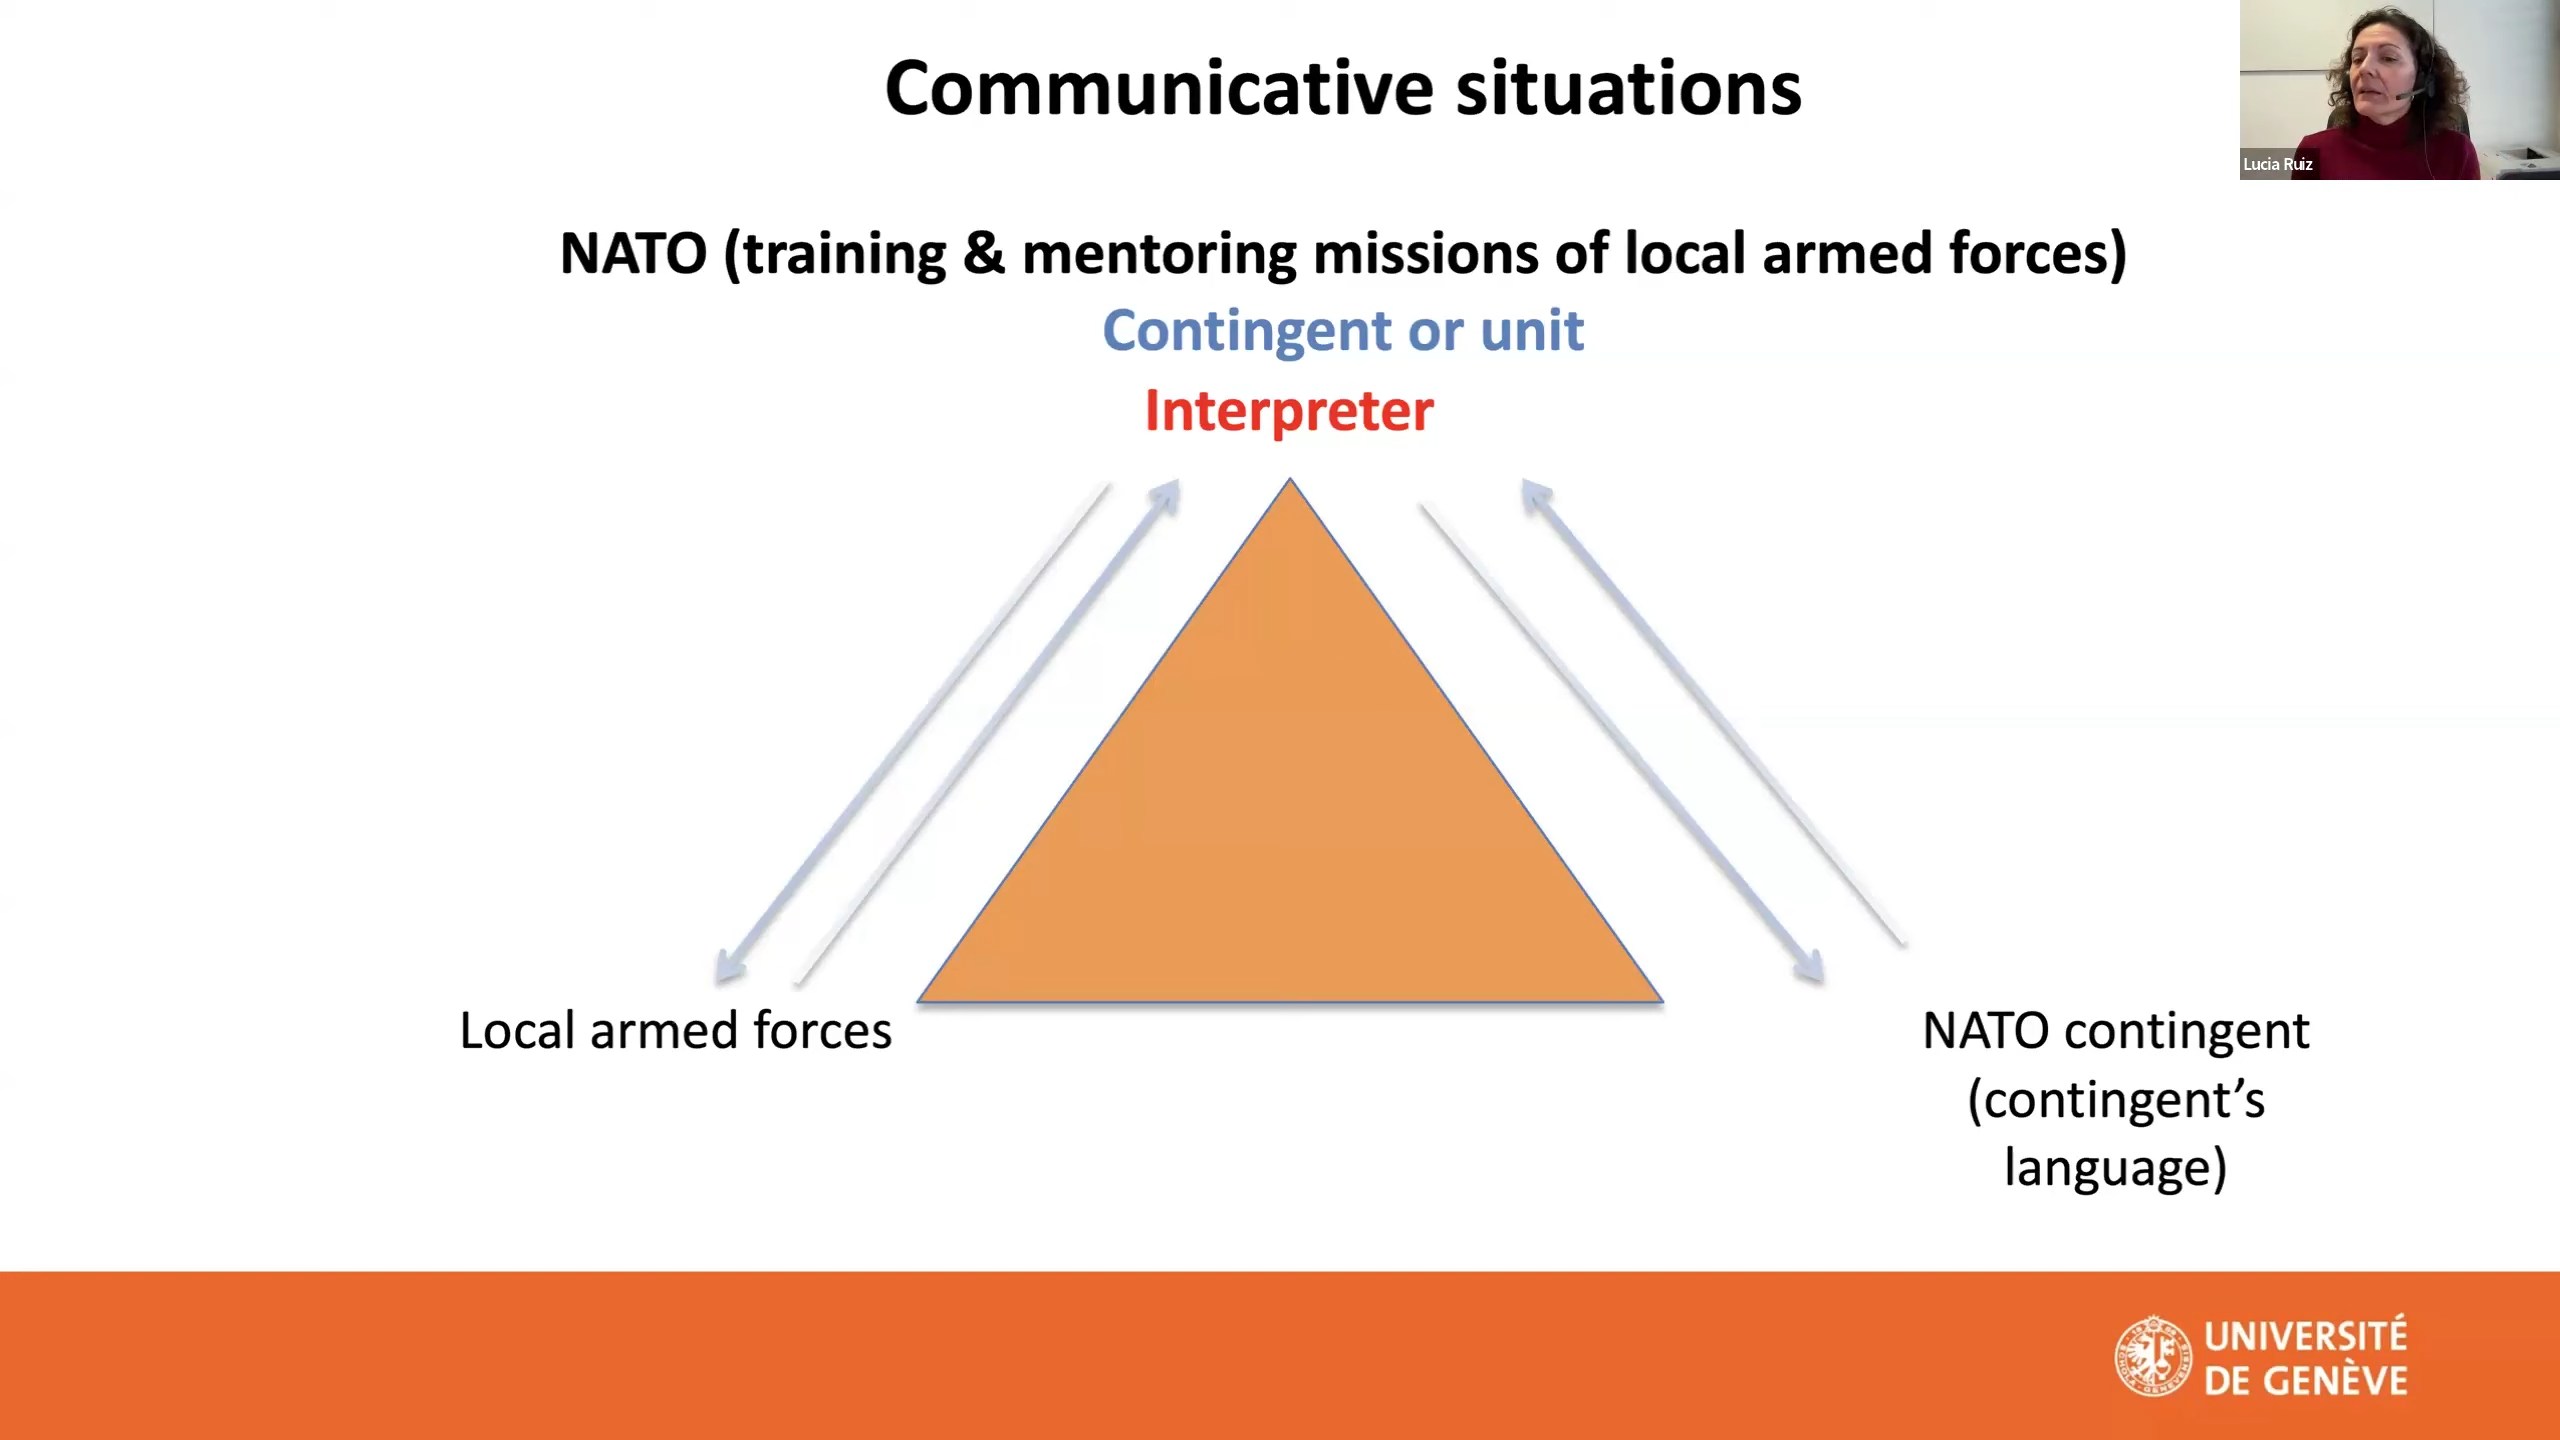 Communicative situations
Lucia Ruiz
NATO (training & mentoring missions of local armed forces)
Contingent or unit
Interpreter
Local armed forces
NATO contingent
(contingent’s
language)
UNIVERSITÉ
DE GENÈVE